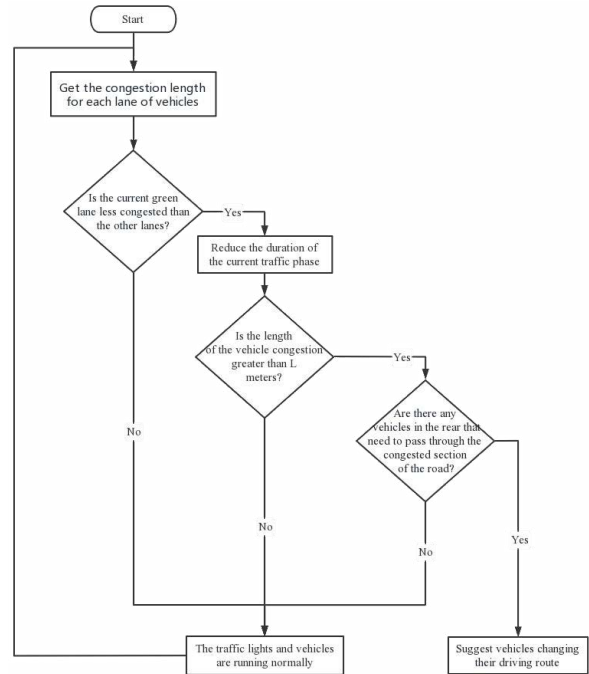 Start
Get the congestion length
for each lane of vehicles
Is the current green
lane less congested than
the other lanes?
Yes
Reduce the duration of
the current traffic phase
Is the length
of the vehicle congestion
greater than L
meters?
Yes
Are there any
vehicles in the rear that
need to pass through the
congested section
of the road?
No
No
No
Yes
The traffic lights and vehicles
are running normally
Suggest vehicles changing
their driving route